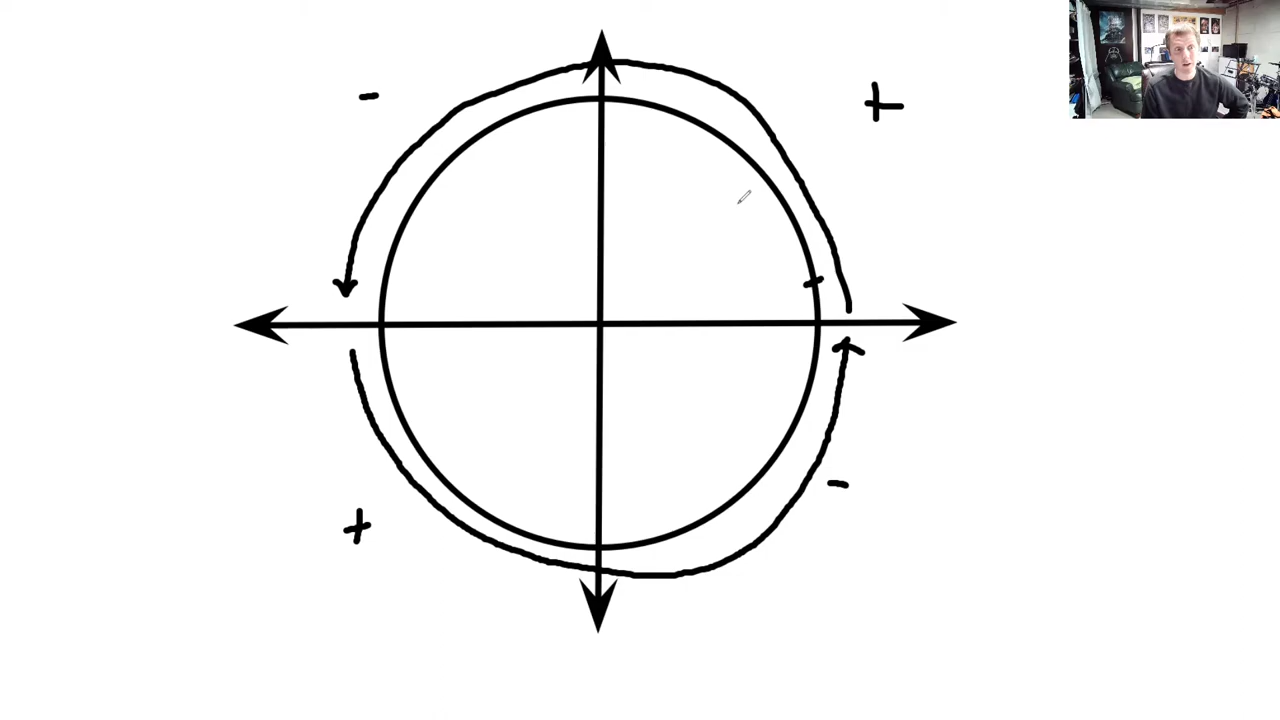 - +
+ -